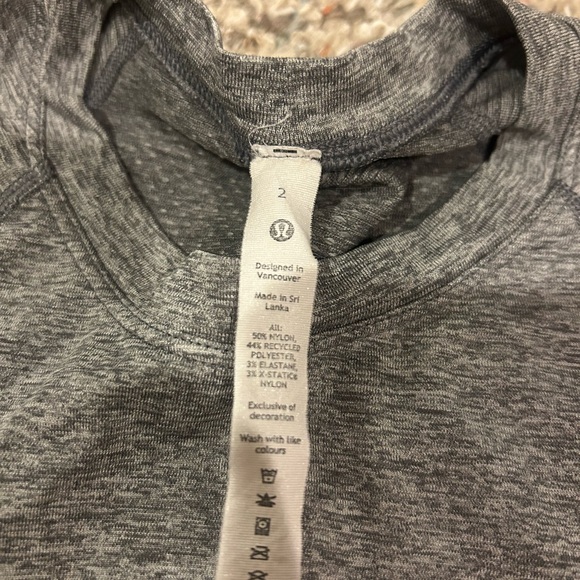 2
Designed in
Vancouver
Made in Sri
Lanka
All:
50% NYLON,
44% RECYCLED
POLYESTER,
3% ELASTANE,
3% X-STATIC®
NYLON
Exclusive of
decoration
Wash with like
colours